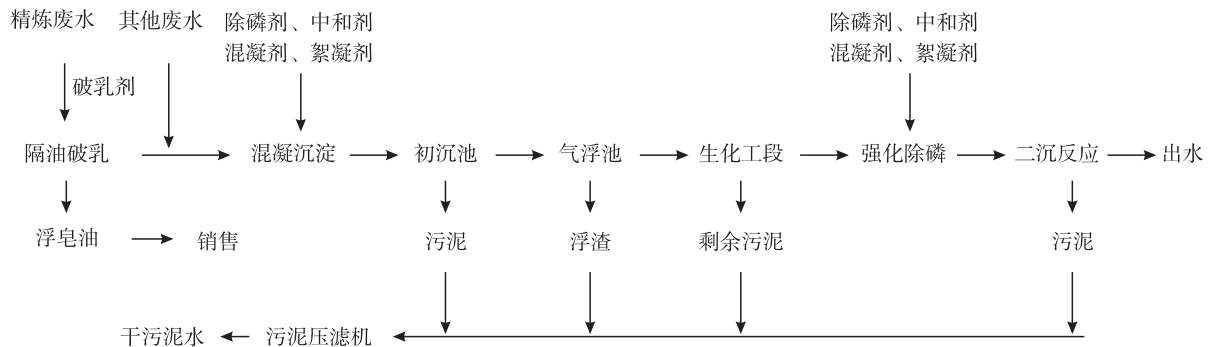 精炼废水
其他废水
除磷剂、中和剂
混凝剂、絮凝剂
除磷剂、中和剂
混凝剂、絮凝剂
破乳剂
隔油破乳
混凝沉淀
初沉池
气浮池
生化工段
强化除磷
二沉反应
出水
浮皂油
销售
污泥
浮渣
剩余污泥
污泥
干污泥水
污泥压滤机